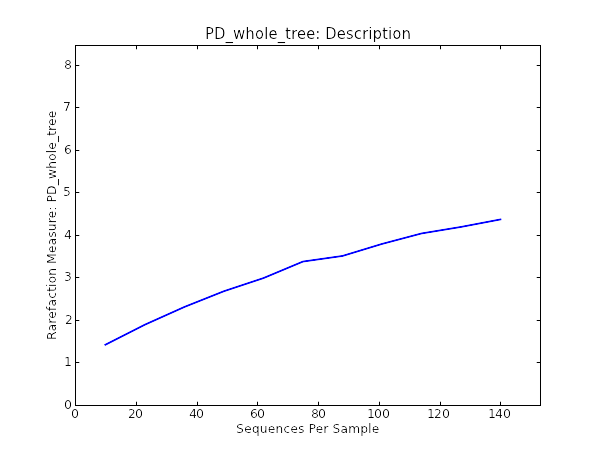 PD_whole_tree: Description
8
7
6
5
4
3
2
1
0
Rarefaction Measure: PD_whole_tree
0 20 40 60 80 100 120 140
Sequences Per Sample